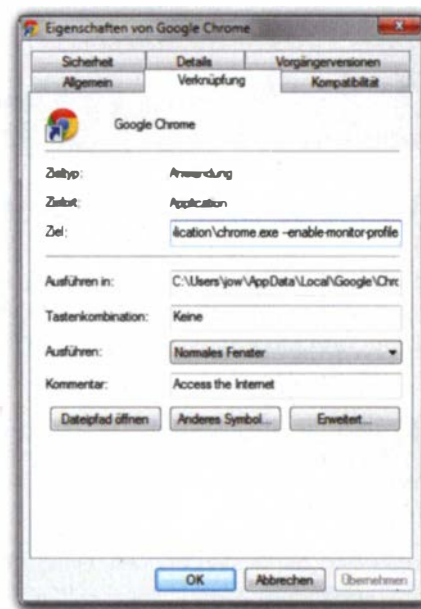 Eigenschaften von Google Chrome
Sicherheit Details Vorgängerversionen
Allgemein Verknüpfung Kompatibilität
Google Chrome
Zieltyp: Anwendung
Zielort: Application
Ziel: lication\chrome.exe --enable-monitor-profile
Ausführen in: C:\Users\jow\AppData\Local\Google\Chrc
Tastenkombination: Keine
Ausführen: Normales Fenster
Kommentar: Access the Internet
Dateipfad öffnen Anderes Symbol... Erweitert...
OK Abbrechen Übernehmen